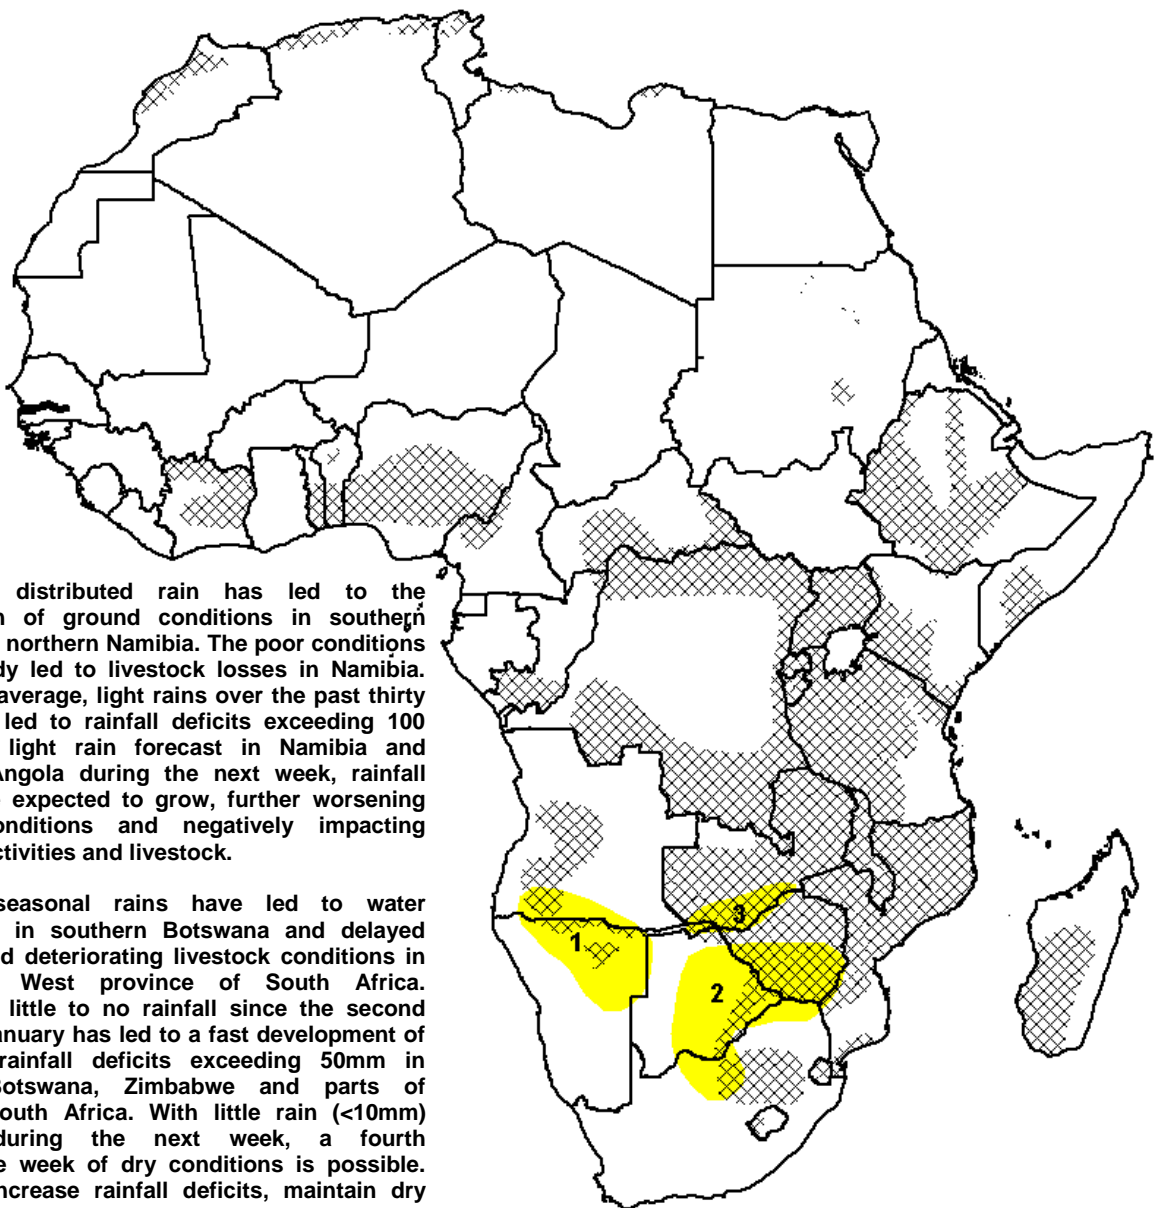 distributed rain has led to the
of ground conditions in southern
northern Namibia. The poor conditions
led to livestock losses in Namibia.
average, light rains over the past thirty
led to rainfall deficits exceeding 100
light rain forecast in Namibia and
Angola during the next week, rainfall
expected to grow, further worsening
conditions and negatively impacting
activities and livestock.
seasonal rains have led to water
in southern Botswana and delayed
deteriorating livestock conditions in
West province of South Africa.
little to no rainfall since the second
January has led to a fast development of
rainfall deficits exceeding 50mm in
Botswana, Zimbabwe and parts of
South Africa. With little rain (<10mm)
during the next week, a fourth
week of dry conditions is possible.
increase rainfall deficits, maintain dry
1
2
3